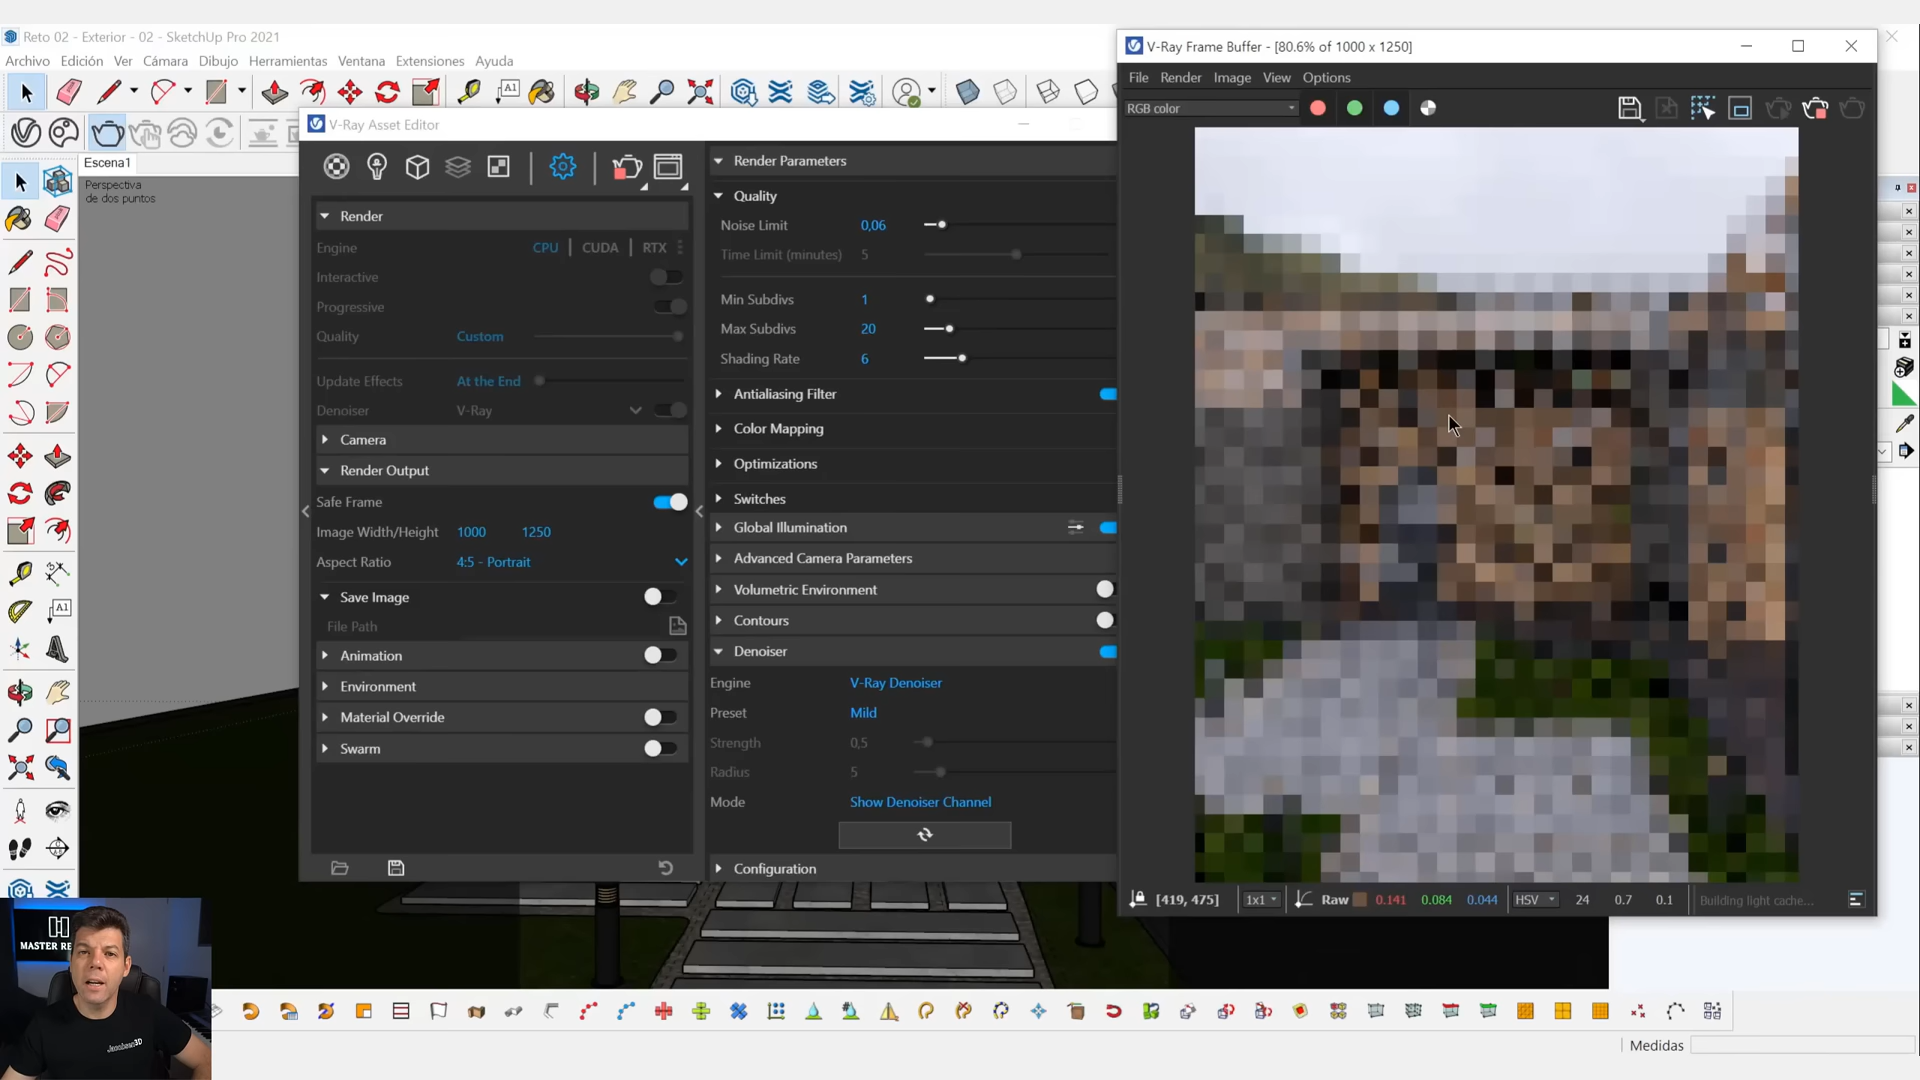 Reto 02 - Exterior - 02 - SketchUp Pro 2021
Archivo Edición Ver Cámara Dibujo Herramientas Ventana Extensiones Ayuda
Escena1
Perspectiva
de dos puntos
V-Ray Asset Editor
Render
Engine CPU | CUDA | RTX
Interactive
Progressive
Quality Custom
Update Effects At the End
Denoiser V-Ray
Camera
Render Output
Safe Frame
Image Width/Height 1000 1250
Aspect Ratio 4:5 - Portrait
Save Image
File Path
Animation
Environment
Material Override
Swarm
Render Parameters
Quality
Noise Limit 0,06
Time Limit (minutes) 5
Min Subdivs 1
Max Subdivs 20
Shading Rate 6
Antialiasing Filter
Color Mapping
Optimizations
Switches
Global Illumination
Advanced Camera Parameters
Volumetric Environment
Contours
Denoiser
Engine V-Ray Denoiser
Preset Mild
Strength 0,5
Radius 5
Mode Show Denoiser Channel
Configuration
V-Ray Frame Buffer - [80.6% of 1000 x 1250]
File Render Image View Options
RGB color
[419, 475] 1x1 Raw 0.141 0.084 0.044 HSV 24 0.7 0.1 Building light cache...
A1
A1
MASTER RE
Jeonboan3D
Medidas